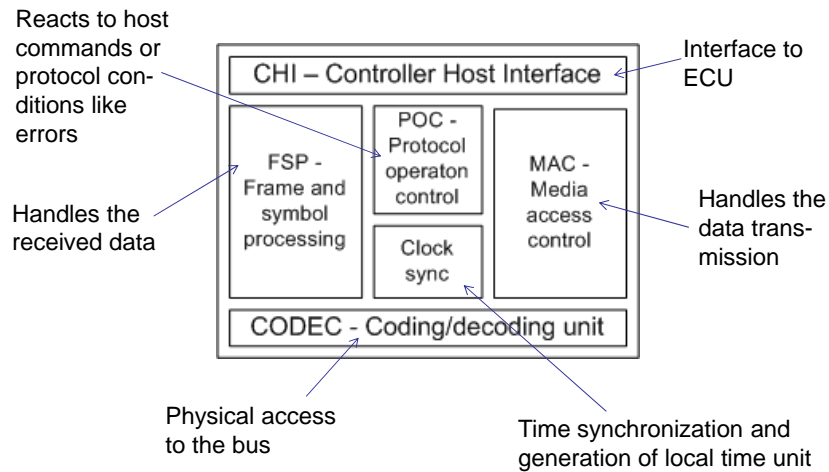 Reacts to host
commands or
protocol con-
ditions like
errors
CHI – Controller Host Interface
Interface to
ECU
FSP -
Frame and
symbol
processing
POC -
Protocol
operaton
control
MAC -
Media
access
control
Handles the
received data
Handles the
data trans-
mission
Clock
sync
CODEC - Coding/decoding unit
Physical access
to the bus
Time synchronization and
generation of local time unit